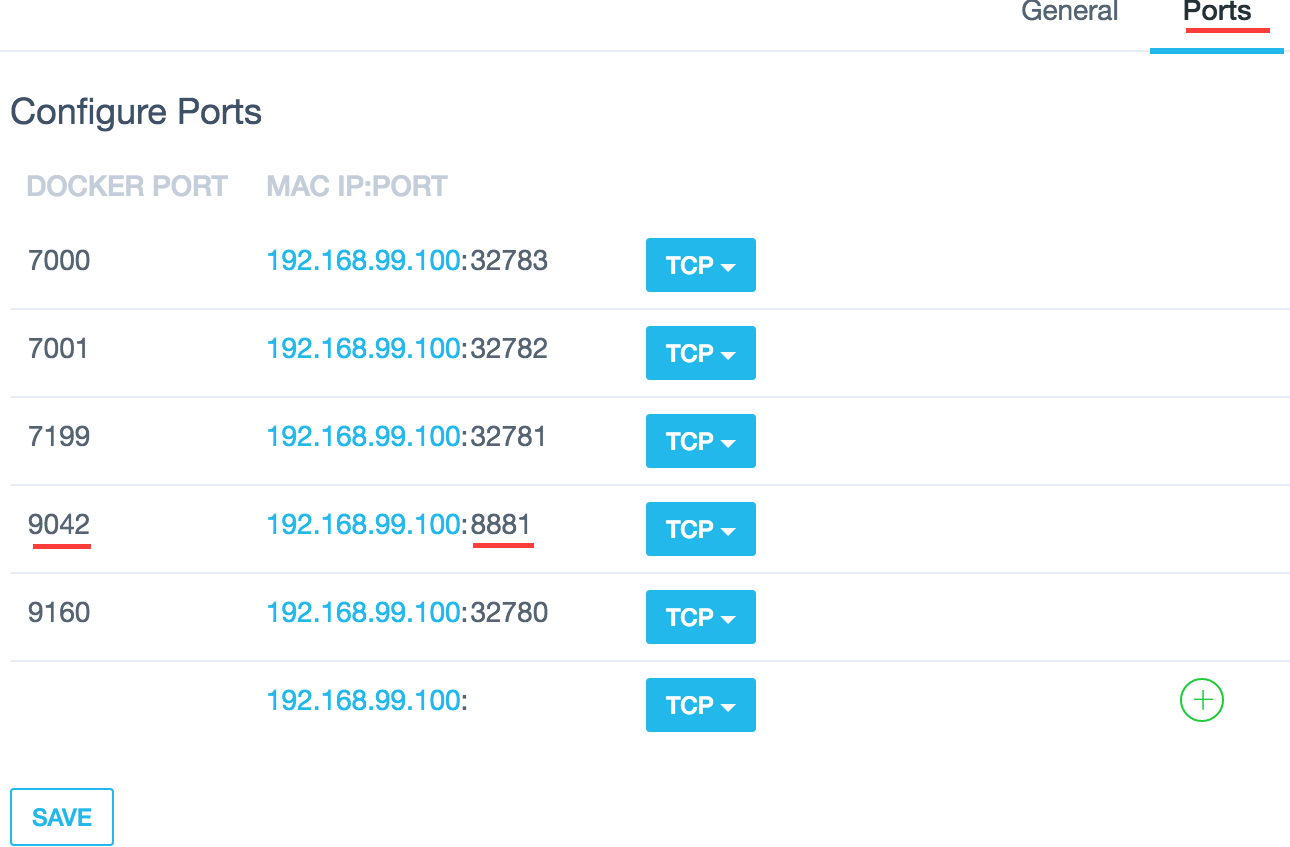 General Ports
Configure Ports
DOCKER PORT MAC IP:PORT
7000 192.168.99.100:32783 TCP
7001 192.168.99.100:32782 TCP
7199 192.168.99.100:32781 TCP
9042 192.168.99.100:8881 TCP
9160 192.168.99.100:32780 TCP
192.168.99.100: TCP
SAVE